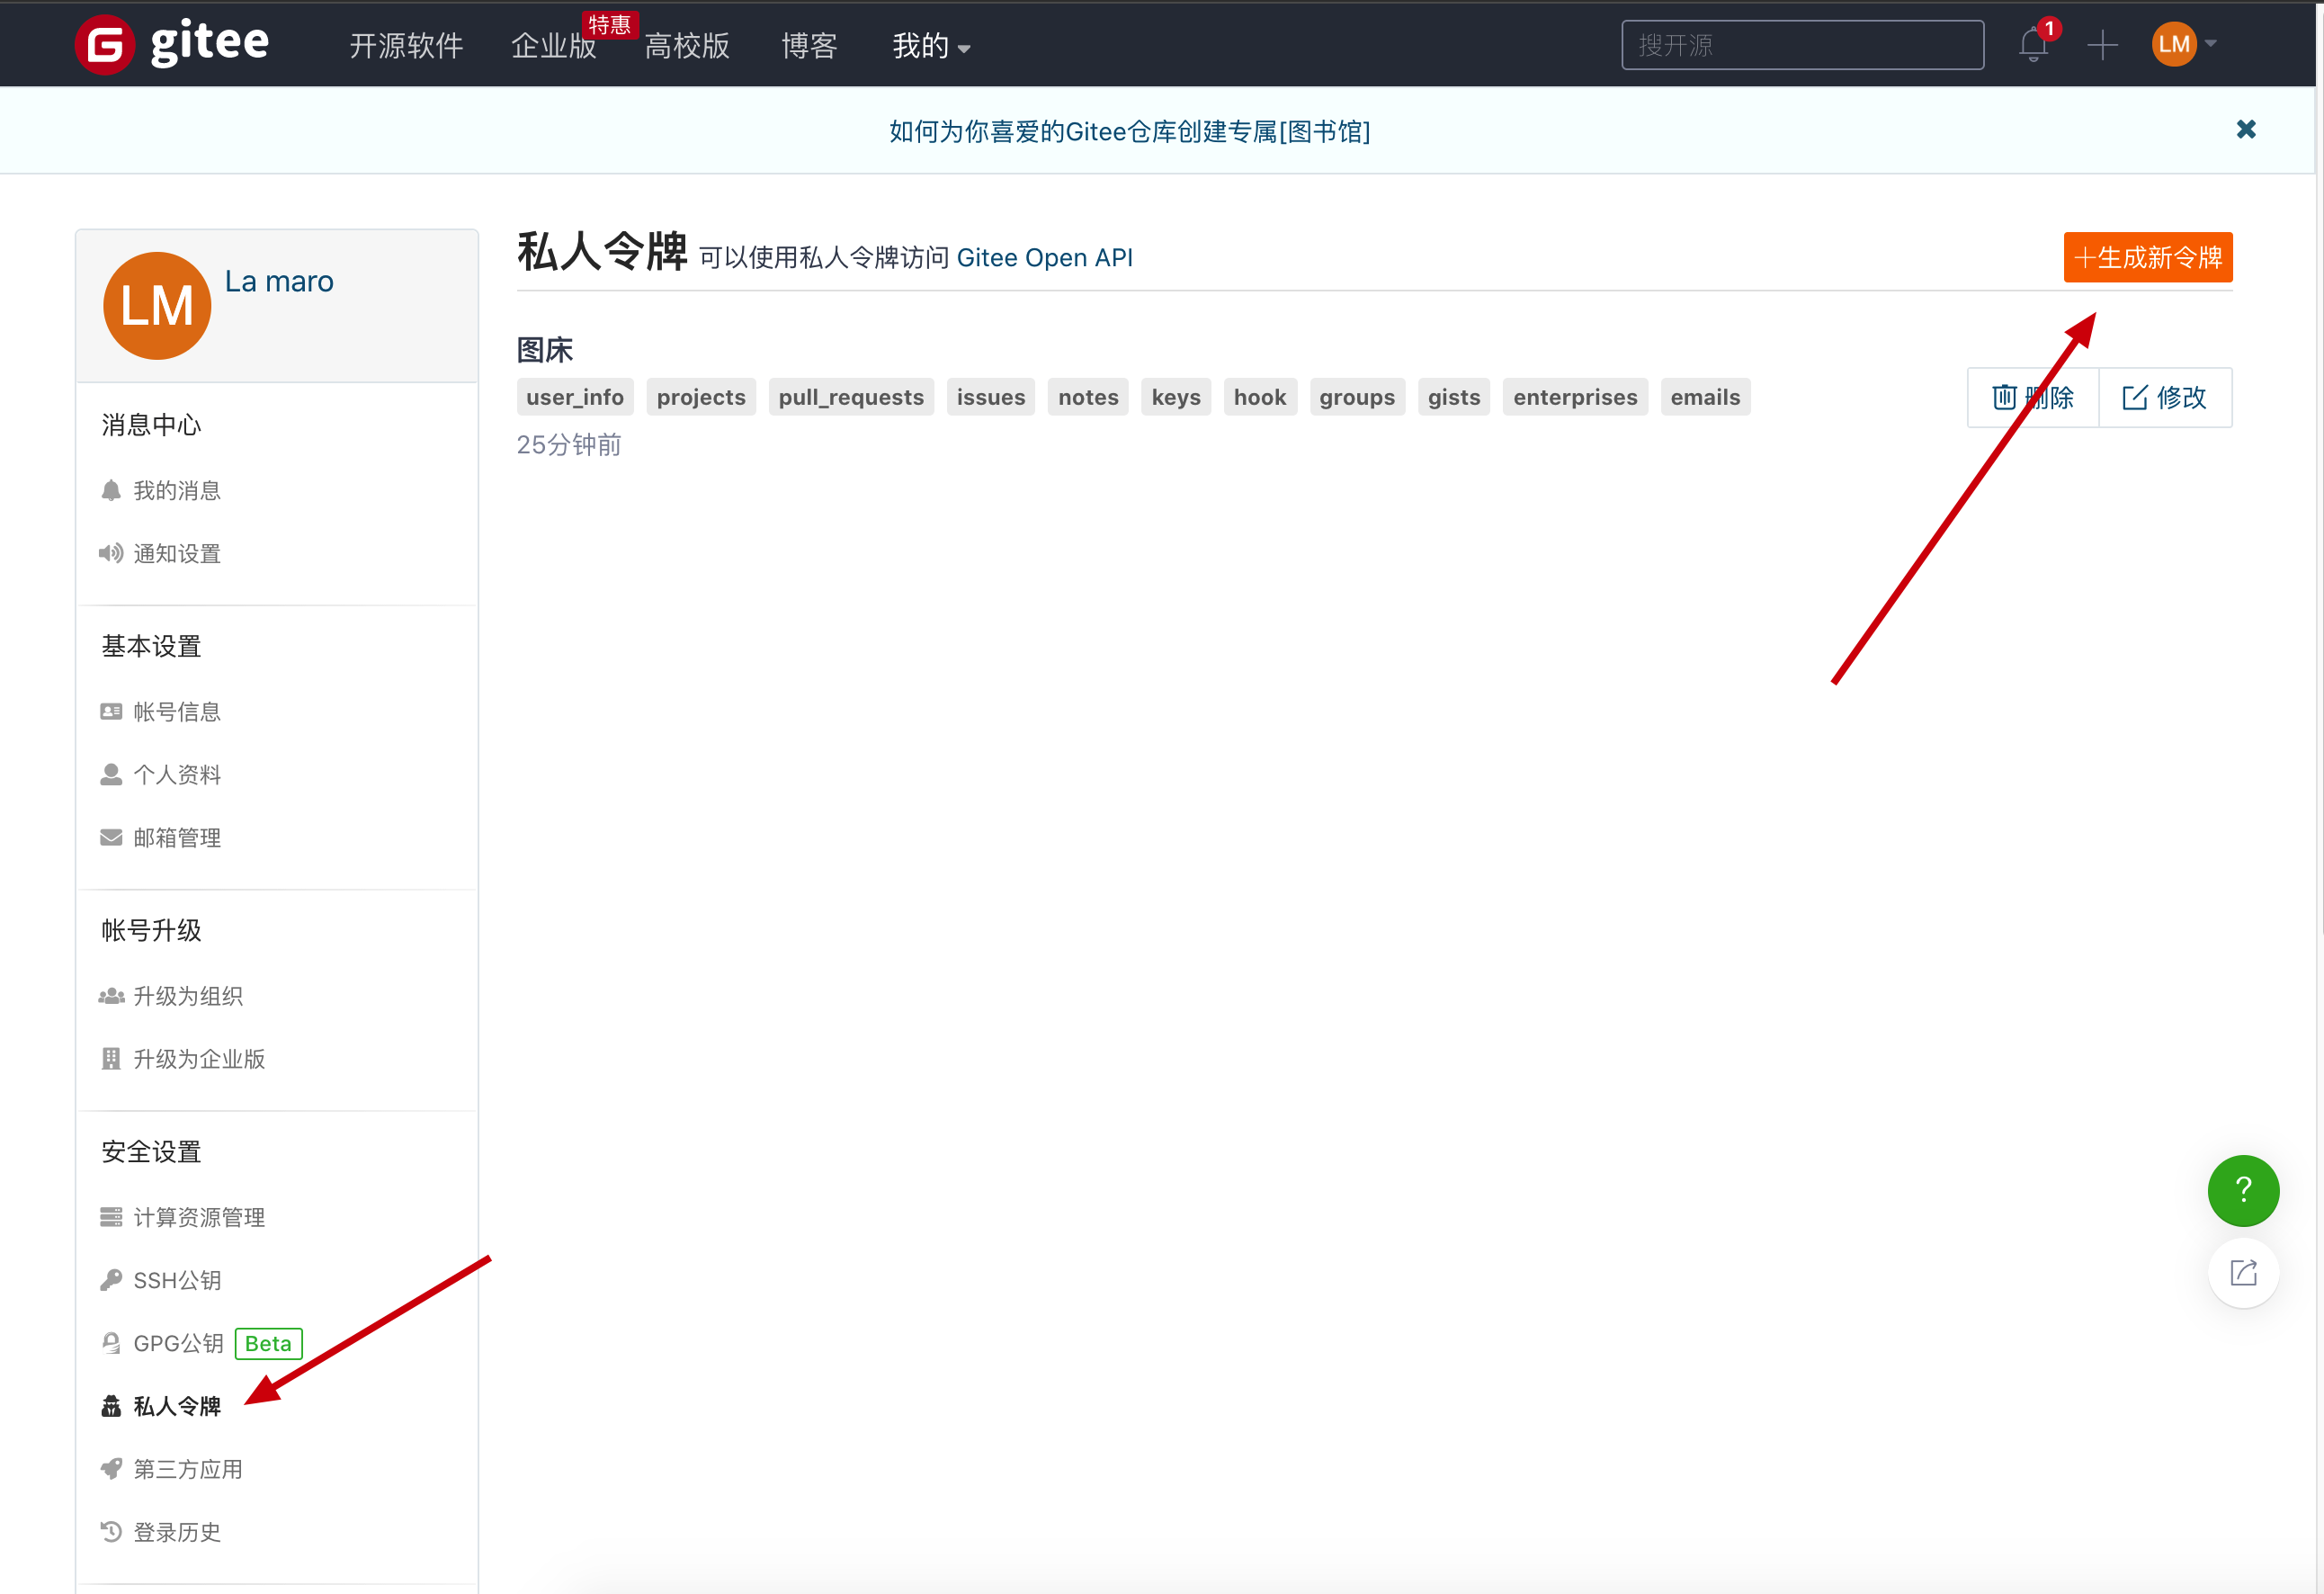 gitee 开源软件 企业版 特惠 高校版 博客 我的 搜开源 1 LM
如何为你喜爱的Gitee仓库创建专属[图书馆]
LM La maro
消息中心
我的消息
通知设置
基本设置
帐号信息
个人资料
邮箱管理
帐号升级
升级为组织
升级为企业版
安全设置
计算资源管理
SSH公钥
GPG公钥 Beta
私人令牌
第三方应用
登录历史
私人令牌 可以使用私人令牌访问 Gitee Open API
生成新令牌
图床
user_info projects pull_requests issues notes keys hook groups gists enterprises emails
删除 修改
25分钟前
?